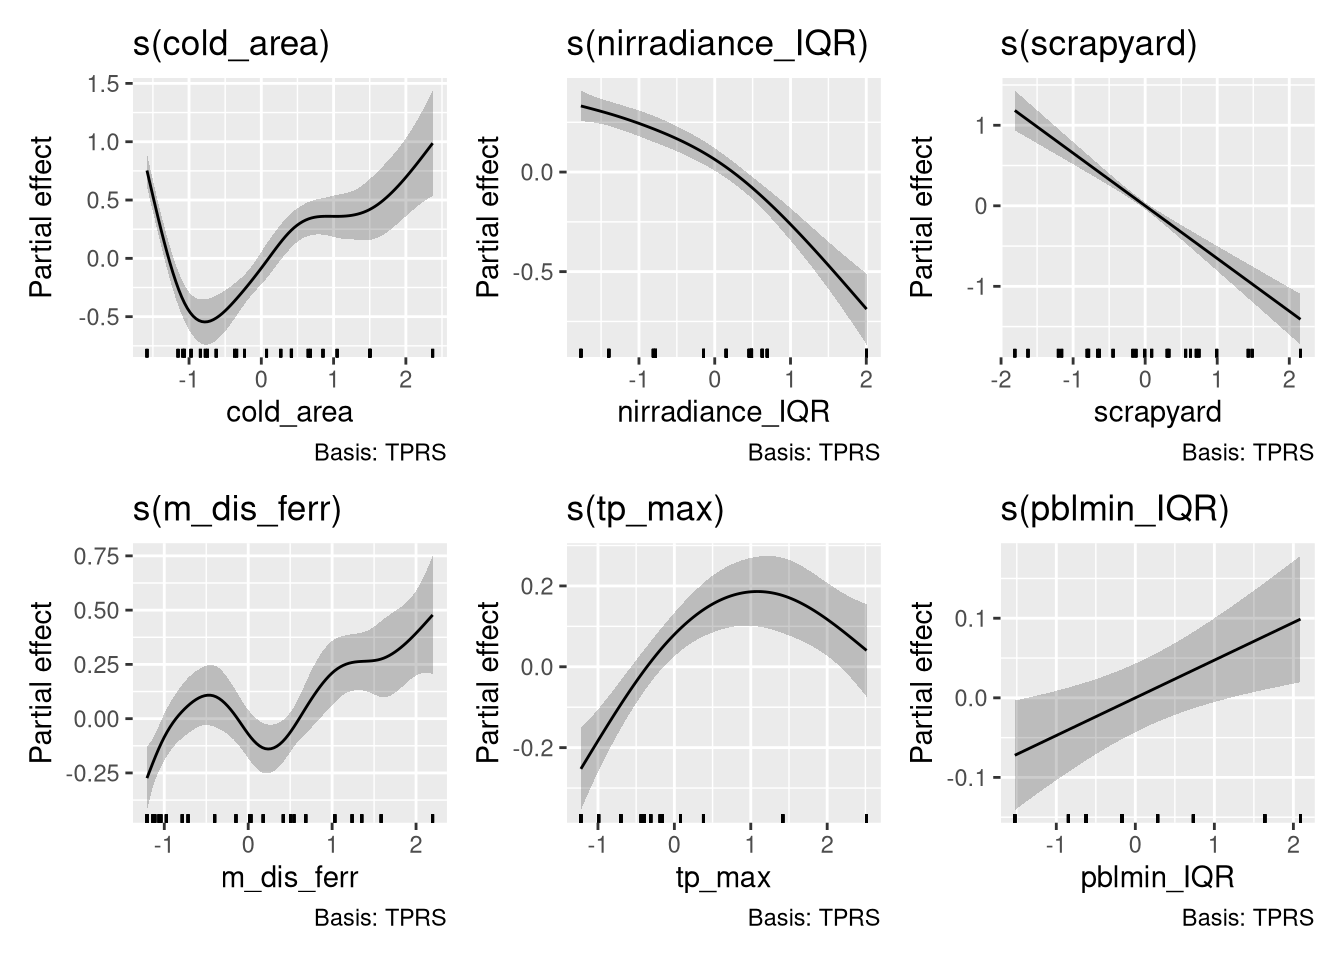 s(cold_area)
1.5
1.0
0.5
0.0
-0.5
Partial effect
-1 0 1 2
cold_area
Basis: TPRS
s(nirradiance_IQR)
0.0
-0.5
Partial effect
-1 0 1 2
nirradiance_IQR
Basis: TPRS
s(scrapyard)
1
0
-1
Partial effect
-2 -1 0 1 2
scrapyard
Basis: TPRS
s(m_dis_ferr)
0.75
0.50
0.25
0.00
-0.25
Partial effect
-1 0 1 2
m_dis_ferr
Basis: TPRS
s(tp_max)
0.2
0.0
-0.2
Partial effect
-1 0 1 2
tp_max
Basis: TPRS
s(pblmin_IQR)
0.1
0.0
-0.1
Partial effect
-1 0 1 2
pblmin_IQR
Basis: TPRS